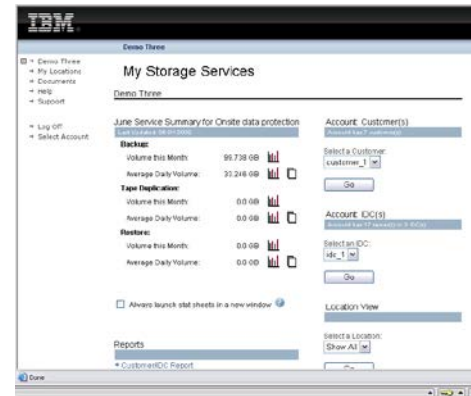 IBM
Demo Three
Demo Three
My Locations
Documents
Help
Support
Log Off
Select Account
My Storage Services
Demo Three
June Service Summary for Onsite data protection
Backup:
Volume this Month: 99.738 GB
Average Daily Volume: 33.246 GB
Tape Duplication:
Volume this Month: 0.0 GB
Average Daily Volume: 0.0 GB
Restore:
Volume this Month: 0.0 GB
Average Daily Volume: 0.0 GB
Always launch stat sheets in a new window
Reports
CustomerIDC Report
Account: Customer(s)
Select a Customer:
customer_1
Go
Account: IDC(s)
Select an IDC:
idc_1
Go
Location View
Select a Location:
Show All
Go
Done